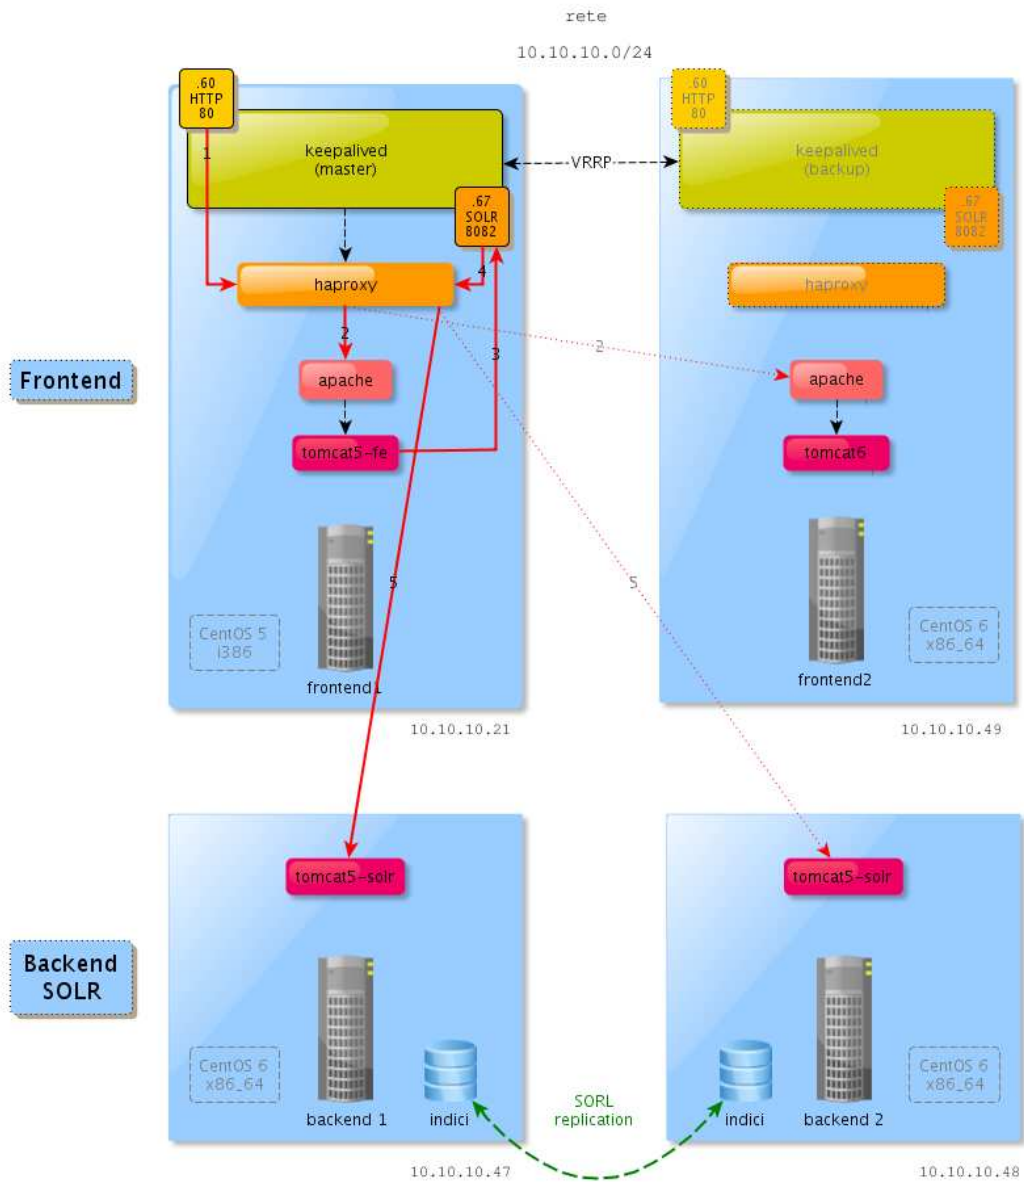 rete
10.10.10.0/24
.60
HTTP
80
.60
HTTP
80
1
keepalived
(master)
VRRP
keepalived
(backup)
.67
SOLR
8082
.67
SOLR
8082
4
haproxy
haproxy
2
2
3
Frontend
apache
apache
tomcat5-fe
tomcat6
5
5
CentOS 5
i386
CentOS 6
x86_64
frontend1
frontend2
10.10.10.21
10.10.10.49
tomcat5-solr
tomcat5-solr
Backend
SOLR
CentOS 6
x86_64
CentOS 6
x86_64
backend 1
indici
SORL
replication
indici
backend 2
10.10.10.47
10.10.10.48